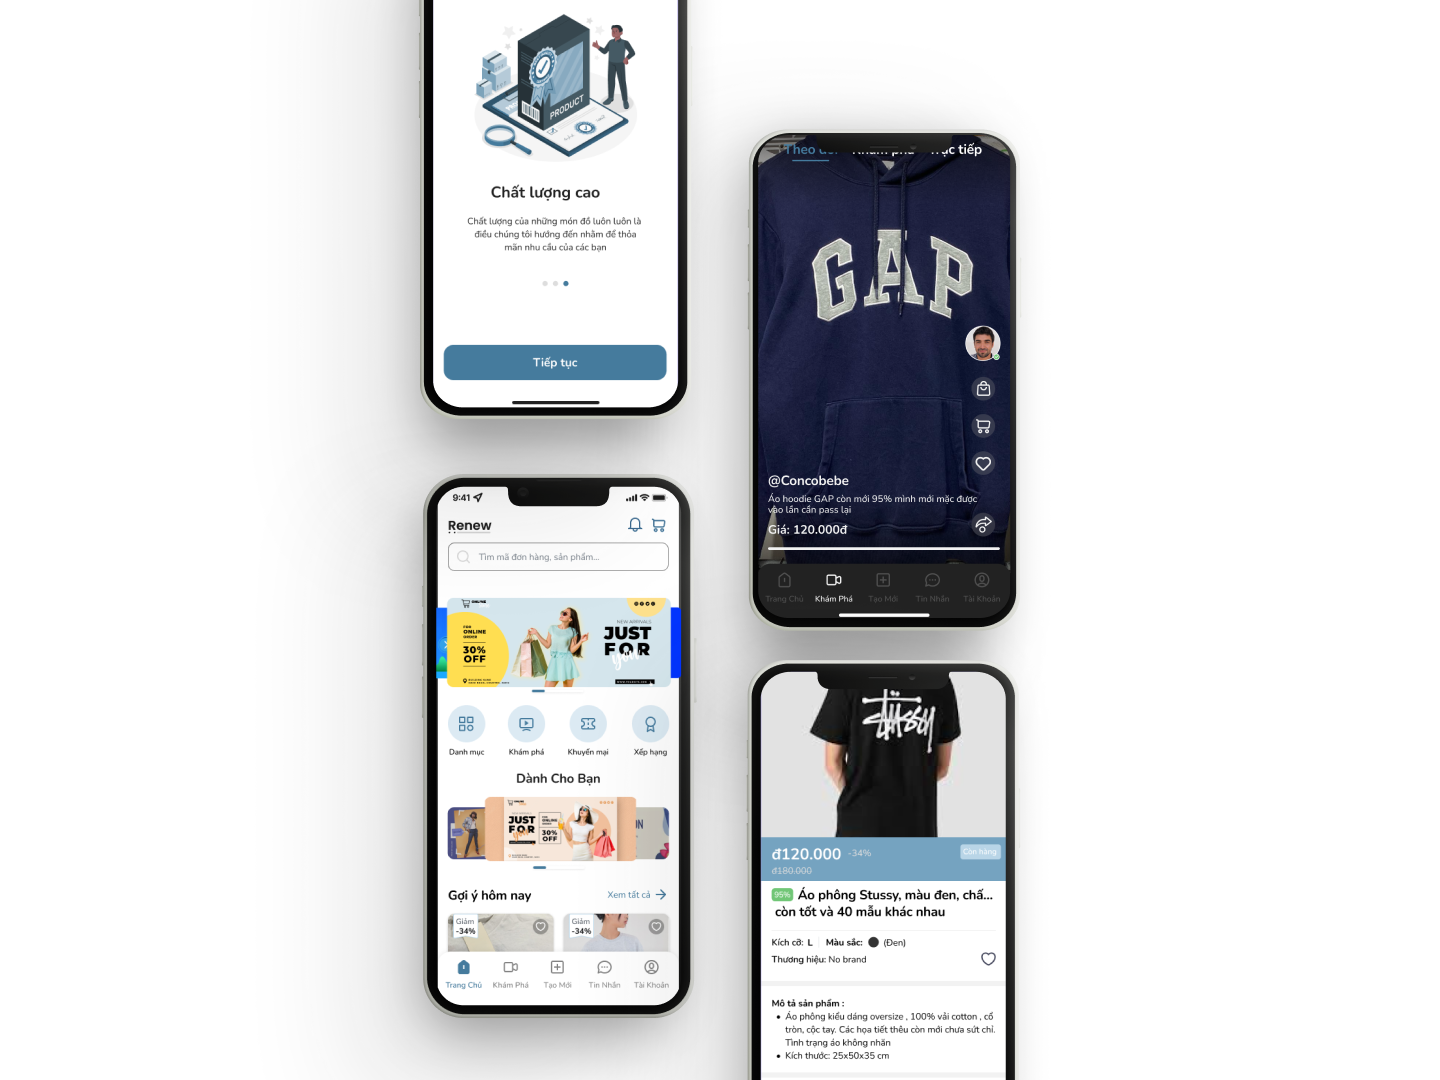 PRODUCT
Chất lượng cao
Chất lượng của những món đồ luôn luôn là
điều chúng tôi hướng đến nhằm để thỏa
mãn nhu cầu của các bạn
Tiếp tục
9:41
Renew
Tìm mã đơn hàng, sản phẩm...
ONLINE
FOR
ONLINE
ORDER
30%
OFF
NEW ARRIVALS
JUST
FOR
you
Danh mục
Khám phá
Khuyến mại
Xếp hạng
Dành Cho Bạn
JUST
FOR
30%
OFF
Gợi ý hôm nay
Xem tất cả
Giảm
-34%
Giảm
-34%
Trang Chủ
Khám Phá
Tạo Mới
Tin Nhắn
Tài Khoản
Theo
Khám phá
ục tiếp
GAP
@Concobebe
Áo hoodie GAP còn mới 95% mình mới mặc được
vào lần cần pass lại
Giá: 120.000đ
Trang Chủ
Khám Phá
Tạo Mới
Tin Nhắn
Tài Khoản
Stüssy
đ120.000 -34%
Còn hàng
đ180.000
95% Áo phông Stussy, màu đen, chấ...
còn tốt và 40 mẫu khác nhau
Kích cỡ: L Màu sắc: (Đen)
Thương hiệu: No brand
Mô tả sản phẩm :
• Áo phông kiểu dáng oversize , 100% vải cotton , cổ
tròn, cộc tay. Các họa tiết thêu còn mới chưa sứt chỉ.
Tình trạng áo không nhăn
• Kích thước: 25x50x35 cm